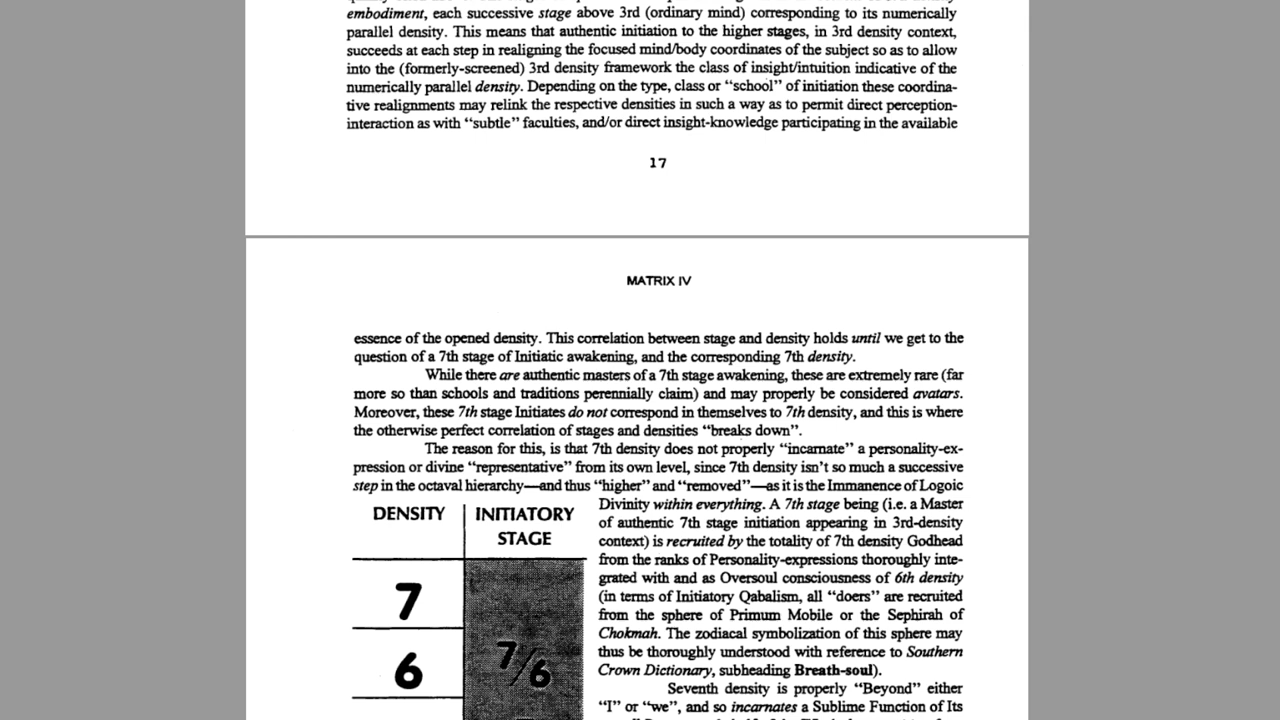 embodiment, each successive stage above 3rd (ordinary mind) corresponding to its numerically
parallel density. This means that authentic initiation to the higher stages, in 3rd density context,
succeeds at each step in realigning the focused mind/body coordinates of the subject so as to allow
into the (formerly-screened) 3rd density framework the class of insight/intuition indicative of the
numerically parallel density. Depending on the type, class or “school” of initiation these coordina-
tive realignments may relink the respective densities in such a way as to permit direct perception-
interaction as with “subtle” faculties, and/or direct insight-knowledge participating in the available
17
MATRIX IV
essence of the opened density. This correlation between stage and density holds until we get to the
question of a 7th stage of Initiatic awakening, and the corresponding 7th density.
While there are authentic masters of a 7th stage awakening, these are extremely rare (far
more so than schools and traditions perennially claim) and may properly be considered avatars.
Moreover, these 7th stage Initiates do not correspond in themselves to 7th density, and this is where
the otherwise perfect correlation of stages and densities “breaks down”.
The reason for this, is that 7th density does not properly “incarnate” a personality-ex-
pression or divine “representative” from its own level, since 7th density isn’t so much a successive
step in the octaval hierarchy—and thus “higher” and “removed”—as it is the Immanence of Logoic
Divinity within everything. A 7th stage being (i.e. a Master
of authentic 7th stage initiation appearing in 3rd-density
context) is recruited by the totality of 7th density Godhead
from the ranks of Personality-expressions thoroughly inte-
grated with and as Oversoul consciousness of 6th density
(in terms of Initiatory Qabalism, all “doers” are recruited
from the sphere of Primum Mobile or the Sephirah of
Chokmah. The zodiacal symbolization of this sphere may
thus be thoroughly understood with reference to Southern
Crown Dictionary, subheading Breath-soul).
Seventh density is properly “Beyond” either
“I” or “we”, and so incarnates a Sublime Function of Its
DENSITY
INITIATORY
STAGE
7
6
7/6